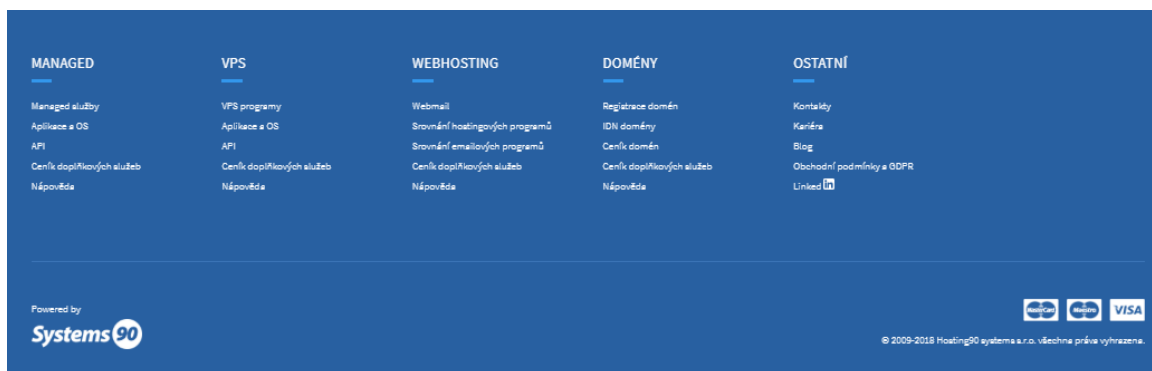 MANAGED
Managed služby
Aplikace a OS
API
Ceník doplňkových služeb
Nápověda
VPS
VPS programy
Aplikace a OS
API
Ceník doplňkových služeb
Nápověda
WEBHOSTING
Webmail
Srovnání hostingových programů
Srovnání emailových programů
Ceník doplňkových služeb
Nápověda
DOMÉNY
Registrace domén
IDN domény
Ceník domén
Ceník doplňkových služeb
Nápověda
OSTATNÍ
Kontakty
Kariéra
Blog
Obchodní podmínky a GDPR
Linked in
Powered by
Systems 90
MasterCard Maestro VISA
© 2009-2018 Hosting90 systems s.r.o. všechna práva vyhrazena.